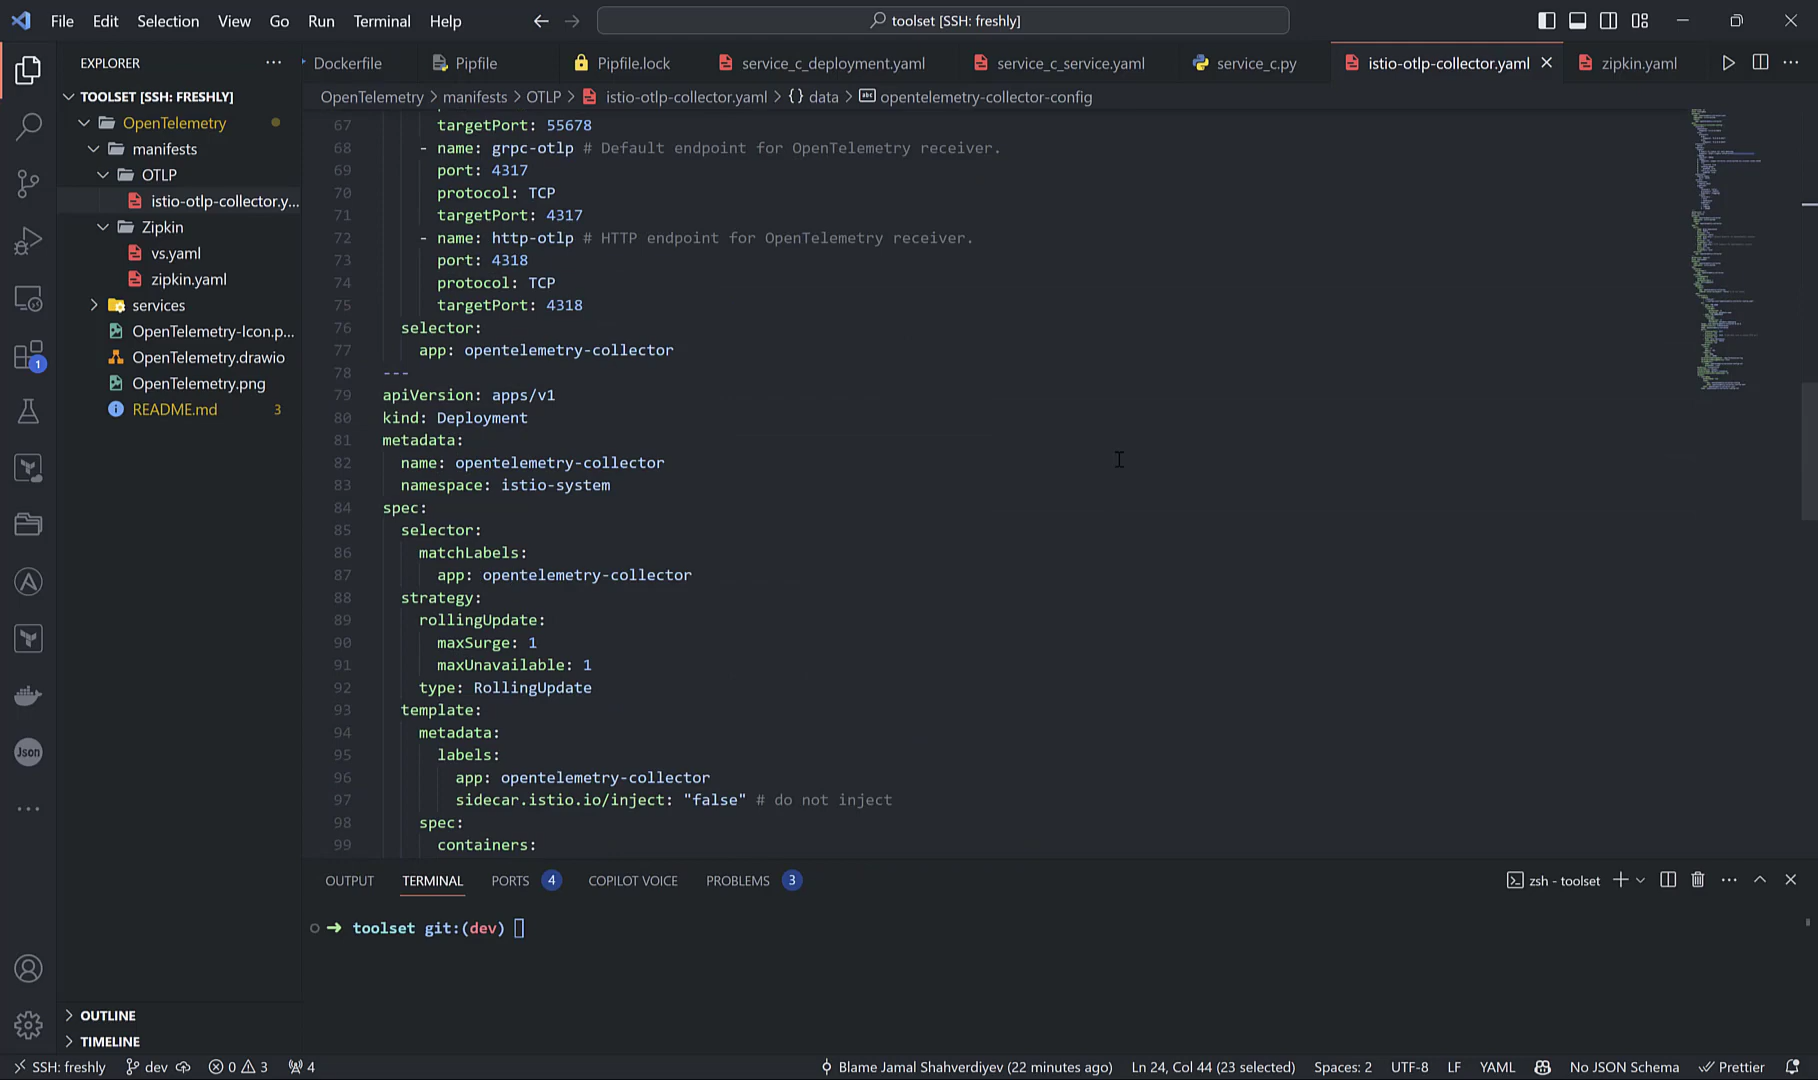 File Edit Selection View Go Run Terminal Help
toolset [SSH: freshly]
EXPLORER
Dockerfile
Pipfile
Pipfile.lock
service_c_deployment.yaml
service_c_service.yaml
service_c.py
istio-otlp-collector.yaml
zipkin.yaml
OpenTelemetry > manifests > OTLP > istio-otlp-collector.yaml > {} data > opentelemetry-collector-config
TOOLSET [SSH: FRESHLY]
OpenTelemetry
manifests
OTLP
istio-otlp-collector.y...
Zipkin
vs.yaml
zipkin.yaml
services
OpenTelemetry-Icon.p...
OpenTelemetry.drawio
OpenTelemetry.png
README.md 3
1
Json
OUTLINE
TIMELINE
67 targetPort: 55678
68 - name: grpc-otlp # Default endpoint for OpenTelemetry receiver.
69 port: 4317
70 protocol: TCP
71 targetPort: 4317
72 - name: http-otlp # HTTP endpoint for OpenTelemetry receiver.
73 port: 4318
74 protocol: TCP
75 targetPort: 4318
76 selector:
77 app: opentelemetry-collector
78 ---
79 apiVersion: apps/v1
80 kind: Deployment
81 metadata:
82 name: opentelemetry-collector
83 namespace: istio-system
84 spec:
85 selector:
86 matchLabels:
87 app: opentelemetry-collector
88 strategy:
89 rollingUpdate:
90 maxSurge: 1
91 maxUnavailable: 1
92 type: RollingUpdate
93 template:
94 metadata:
95 labels:
96 app: opentelemetry-collector
97 sidecar.istio.io/inject: "false" # do not inject
98 spec:
99 containers:
OUTPUT TERMINAL PORTS 4 COPILOT VOICE PROBLEMS 3
zsh - toolset
toolset git:(dev)
SSH: freshly dev 0 3 4 Blame Jamal Shahverdiyev (22 minutes ago) Ln 24, Col 44 (23 selected) Spaces: 2 UTF-8 LF YAML No JSON Schema Prettier